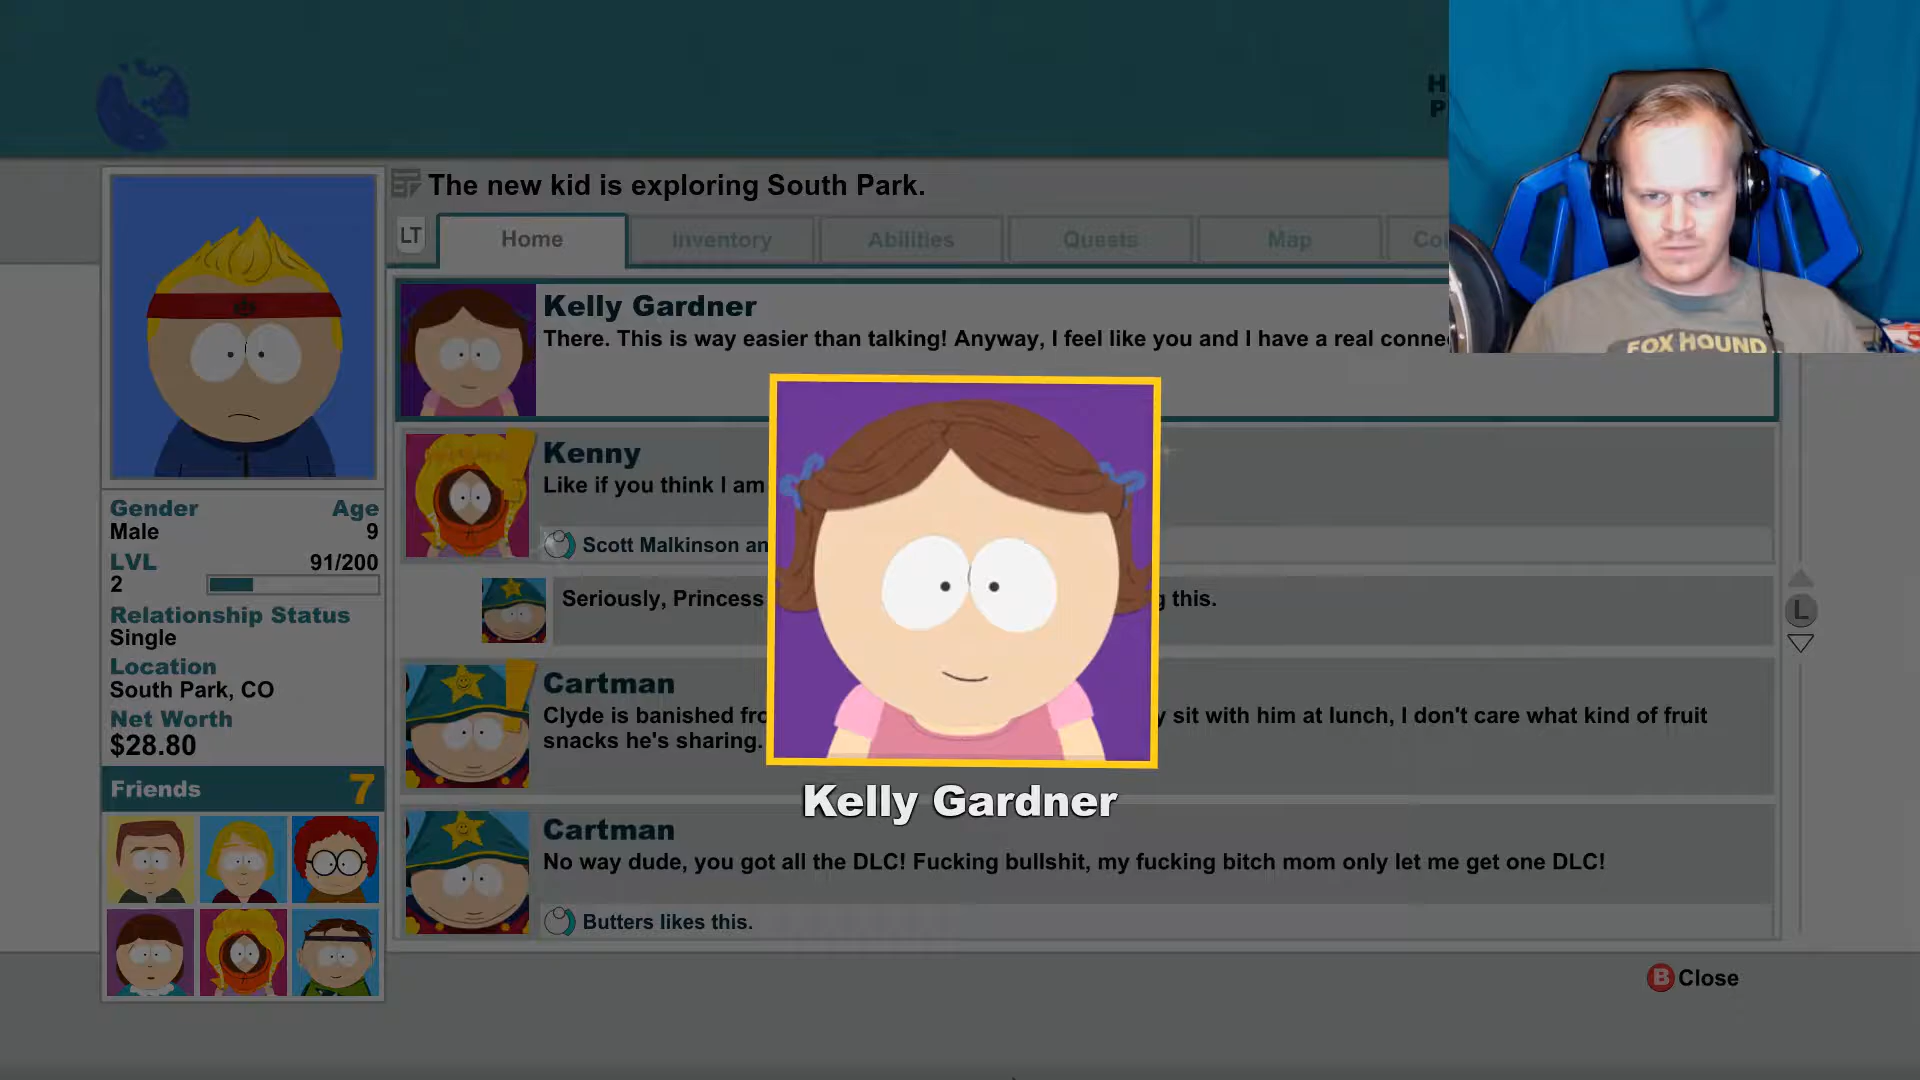 H
P
The new kid is exploring South Park.
LT
Home
Inventory
Abilities
Quests
Map
Co
FOX HOUND
Kelly Gardner
There. This is way easier than talking! Anyway, I feel like you and I have a real conne
Kenny
Like if you think I am
Scott Malkinson an
Seriously, Princess
g this.
Cartman
Clyde is banished fro
y sit with him at lunch, I don't care what kind of fruit
snacks he's sharing.
Kelly Gardner
Cartman
No way dude, you got all the DLC! Fucking bullshit, my fucking bitch mom only let me get one DLC!
Butters likes this.
Gender
Age
Male
9
LVL
91/200
2
Relationship Status
Single
Location
South Park, CO
Net Worth
$28.80
Friends
7
L
B Close